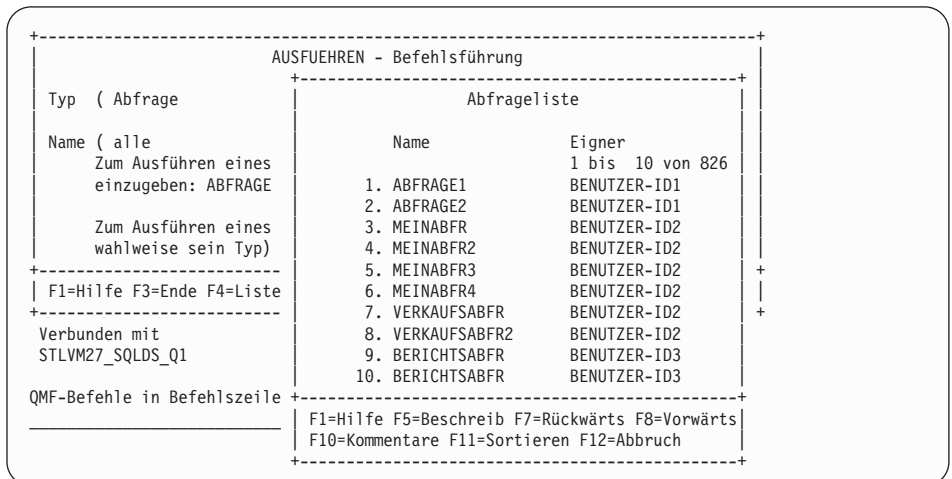 AUSFUEHREN - Befehlsführung
Typ ( Abfrage
Abfrageliste
Name ( alle
Name Eigner
Zum Ausführen eines
1 bis 10 von 826
einzugeben: ABFRAGE
1. ABFRAGE1 BENUTZER-ID1
2. ABFRAGE2 BENUTZER-ID1
Zum Ausführen eines
3. MEINABFR BENUTZER-ID2
wahlweise sein Typ)
4. MEINABFR2 BENUTZER-ID2
5. MEINABFR3 BENUTZER-ID2
F1=Hilfe F3=Ende F4=Liste
6. MEINABFR4 BENUTZER-ID2
7. VERKAUFSABFR BENUTZER-ID2
Verbunden mit
8. VERKAUFSABFR2 BENUTZER-ID2
STLVM27_SQLDS_Q1
9. BERICHTSABFR BENUTZER-ID3
10. BERICHTSABFR BENUTZER-ID3
QMF-Befehle in Befehlszeile
F1=Hilfe F5=Beschreib F7=Rückwärts F8=Vorwärts
F10=Kommentare F11=Sortieren F12=Abbruch